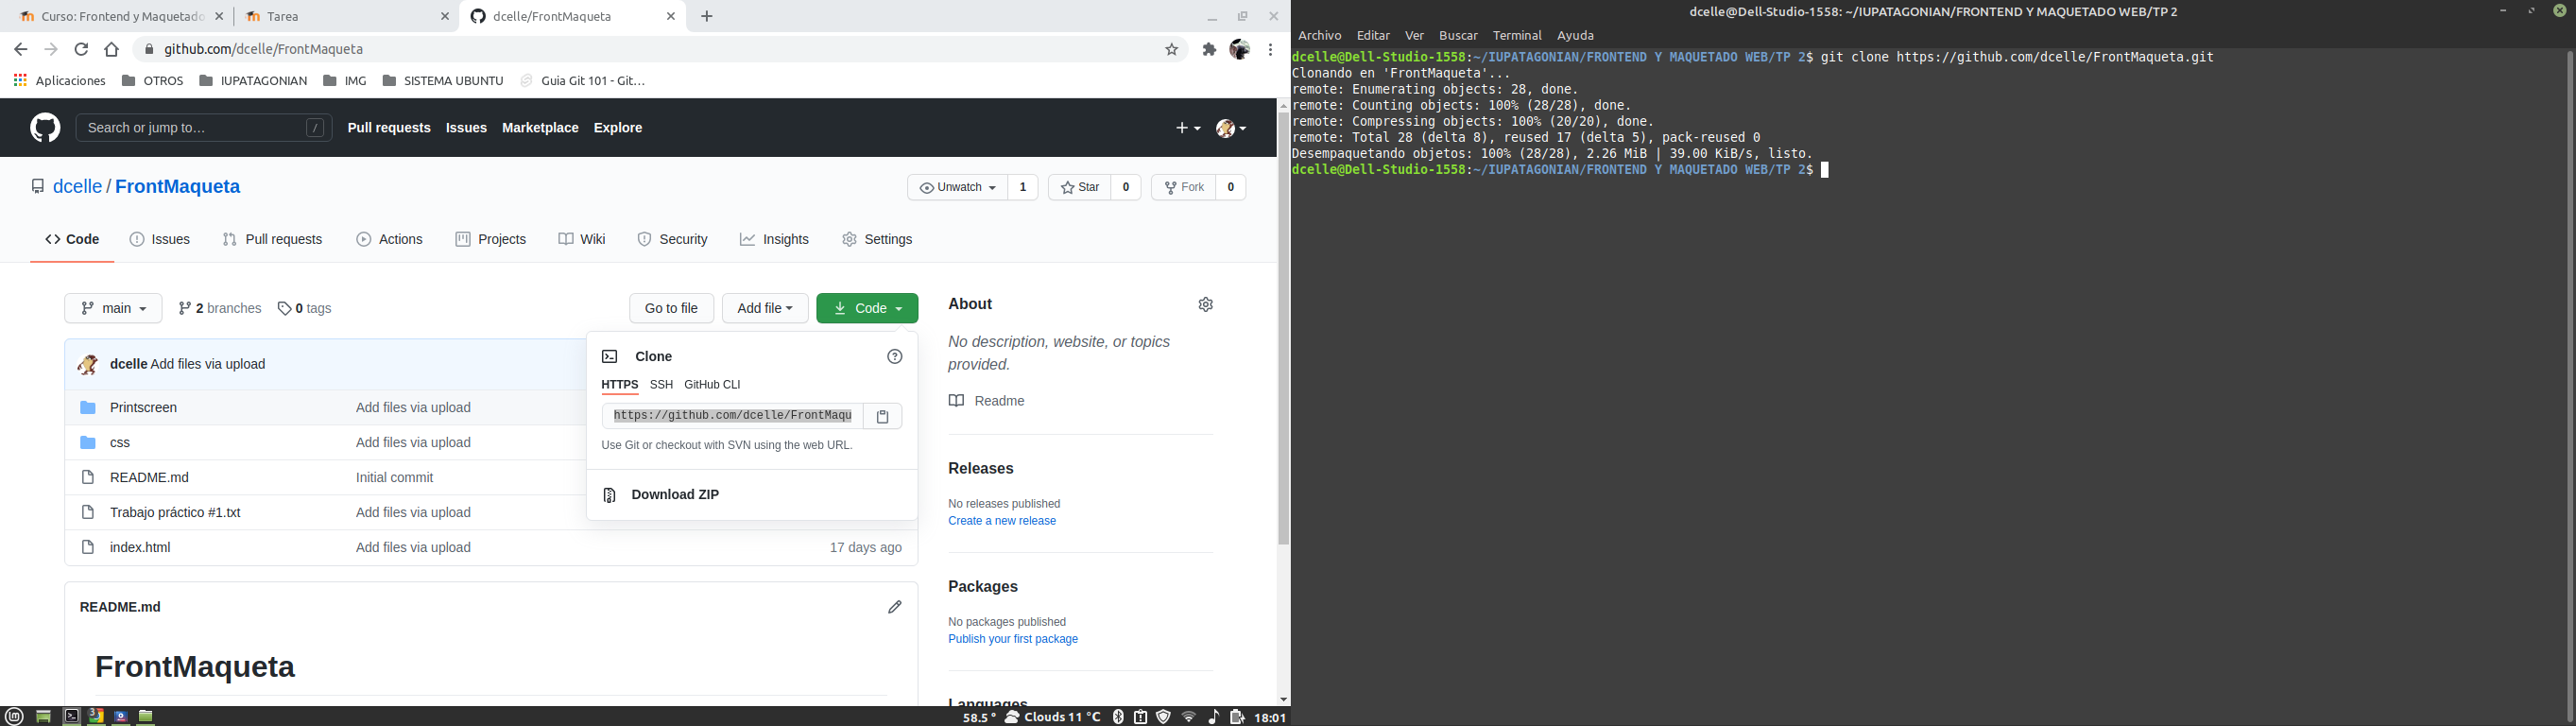 Curso: Frontend y Maquetado
Tarea
dcelle/FrontMaqueta
github.com/dcelle/FrontMaqueta
Aplicaciones
OTROS
IUPATAGONIAN
IMG
SISTEMA UBUNTU
Guia Git 101 - Git…
Search or jump to…
/
Pull requests
Issues
Marketplace
Explore
dcelle / FrontMaqueta
Unwatch
1
Star
0
Fork
0
Code
Issues
Pull requests
Actions
Projects
Wiki
Security
Insights
Settings
main
2 branches
0 tags
Go to file
Add file
Code
dcelle Add files via upload
Printscreen
Add files via upload
css
Add files via upload
README.md
Initial commit
Trabajo práctico #1.txt
Add files via upload
index.html
Add files via upload
17 days ago
Clone
HTTPS
SSH
GitHub CLI
https://github.com/dcelle/FrontMaqu
Use Git or checkout with SVN using the web URL.
Download ZIP
README.md
FrontMaqueta
About
No description, website, or topics
provided.
Readme
Releases
No releases published
Create a new release
Packages
No packages published
Publish your first package
Languages
58.5°
Clouds 11 °C
18:01
dcelle@Dell-Studio-1558: ~/IUPATAGONIAN/FRONTEND Y MAQUETADO WEB/TP 2
Archivo
Editar
Ver
Buscar
Terminal
Ayuda
dcelle@Dell-Studio-1558:~/IUPATAGONIAN/FRONTEND Y MAQUETADO WEB/TP 2$ git clone https://github.com/dcelle/FrontMaqueta.git
Clonando en 'FrontMaqueta'...
remote: Enumerating objects: 28, done.
remote: Counting objects: 100% (28/28), done.
remote: Compressing objects: 100% (20/20), done.
remote: Total 28 (delta 8), reused 17 (delta 5), pack-reused 0
Desempaquetando objetos: 100% (28/28), 2.26 MiB | 39.00 KiB/s, listo.
dcelle@Dell-Studio-1558:~/IUPATAGONIAN/FRONTEND Y MAQUETADO WEB/TP 2$